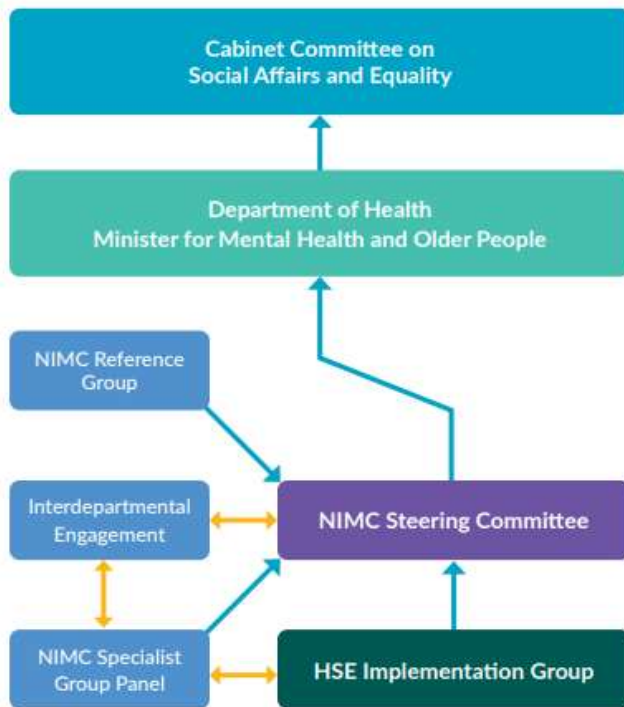 Cabinet Committee on
Social Affairs and Equality
Department of Health
Minister for Mental Health and Older People
NIMC Reference
Group
Interdepartmental
Engagement
NIMC Steering Committee
NIMC Specialist
Group Panel
HSE Implementation Group